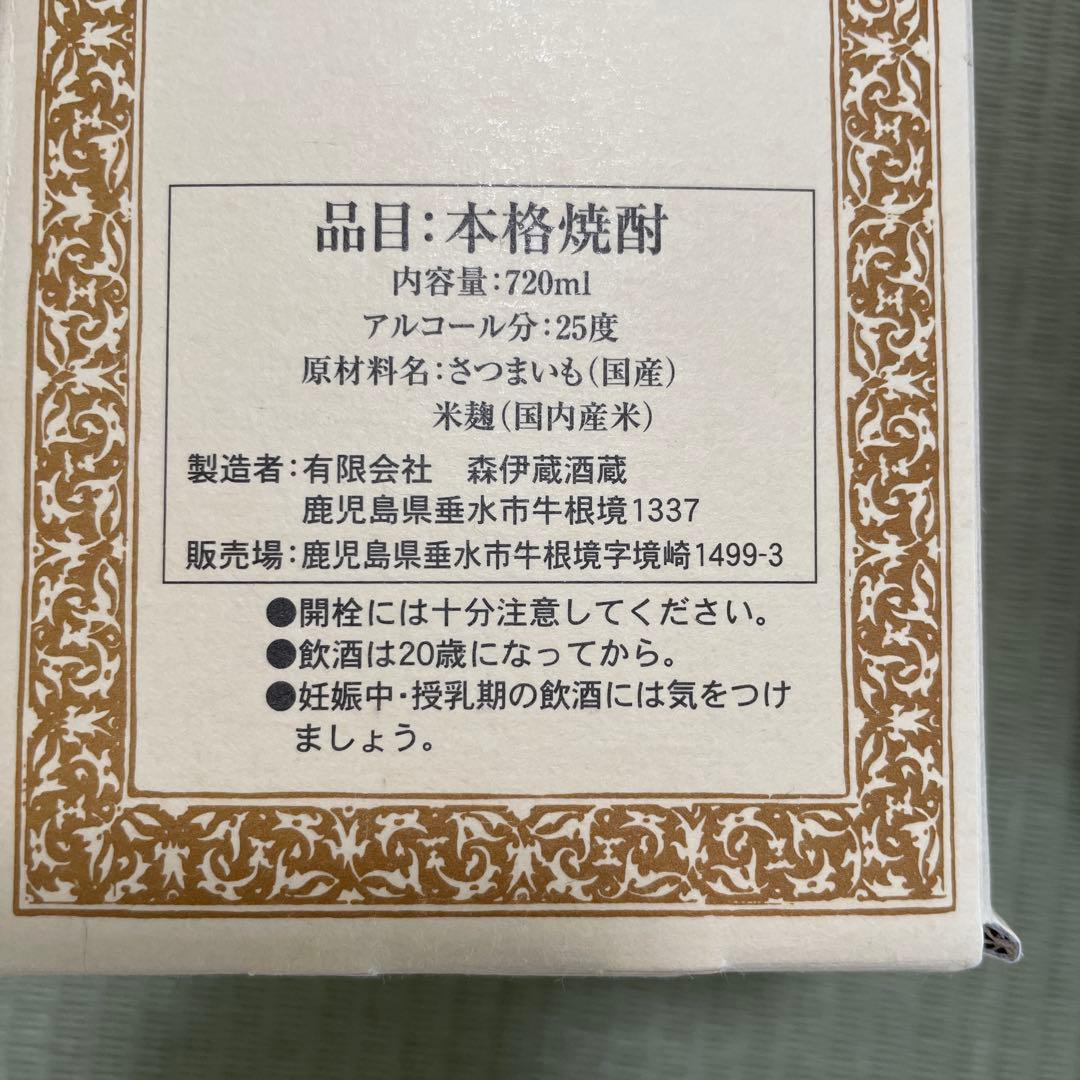 品目：本格焼酎
内容量：720ml
アルコール分：25度
原材料名：さつまいも（国産）
米麹（国内産米）
製造者：有限会社　森伊蔵酒蔵
鹿児島県垂水市牛根境1337
販売場：鹿児島県垂水市牛根境字境崎1499-3
●開栓には十分注意してください。
●飲酒は20歳になってから。
●妊娠中・授乳期の飲酒には気をつけ
ましょう。